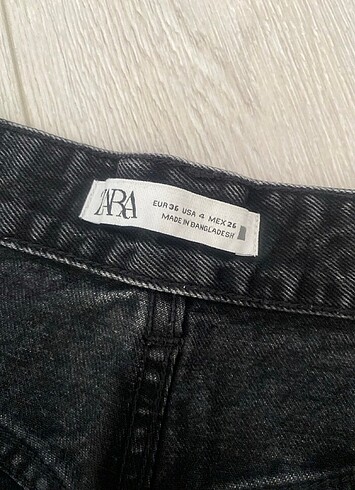 ZARA
EUR 36 USA 4 MEX 26
MADE IN BANGLADESH